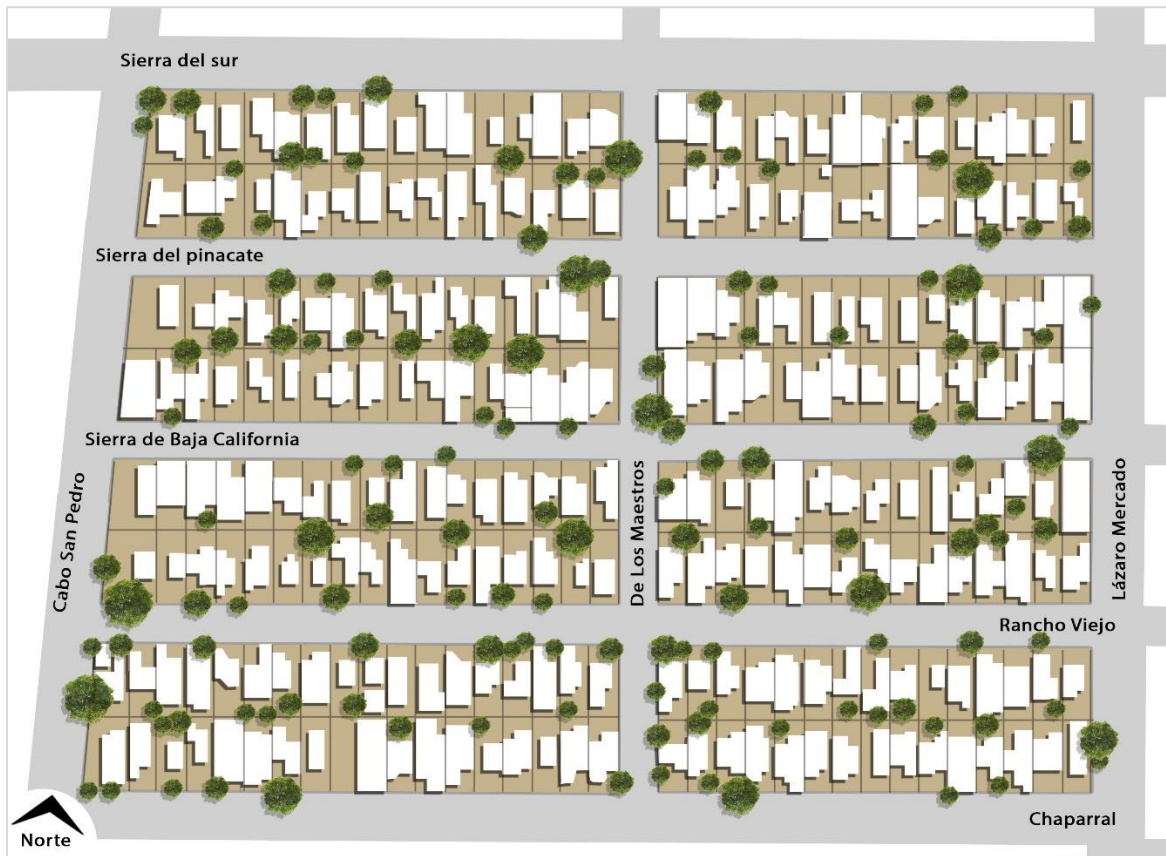 Sierra del sur
Sierra del pinacate
Sierra de Baja California
Cabo San Pedro
De Los Maestros
Lázaro Mercado
Rancho Viejo
Chaparral
Norte